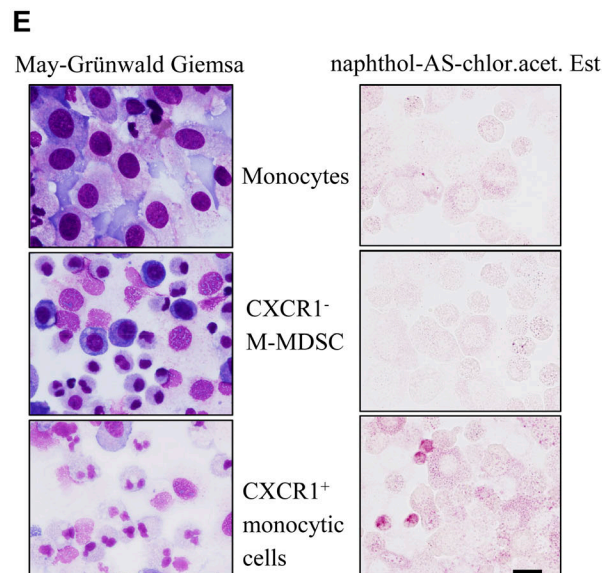 E
May-Grünwald Giemsa
naphthol-AS-chlor.acet. Est
Monocytes
CXCR1⁻
M-MDSC
CXCR1⁺
monocytic
cells